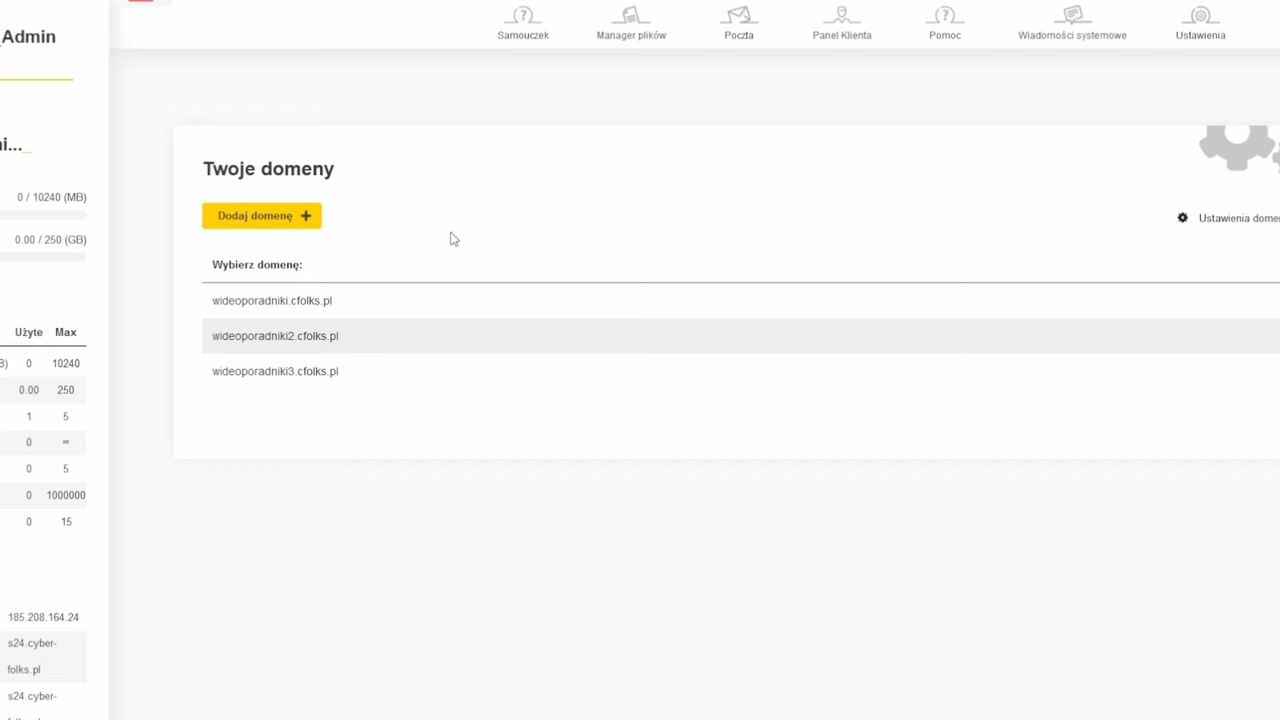 Admin
Samouczek
Manager plików
Poczta
Panel Klienta
Pomoc
Wiadomości systemowe
Ustawienia
i...
0 / 10240 (MB)
0.00 / 250 (GB)
Użyte Max
B) 0 10240
0.00 250
1 5
0 ∞
0 5
0 1000000
0 15
185.208.164.24
s24.cyber-
folks.pl
s24.cyber-
Twoje domeny
Dodaj domenę +
Ustawienia dome
Wybierz domenę:
wideoporadniki.cfolks.pl
wideoporadniki2.cfolks.pl
wideoporadniki3.cfolks.pl